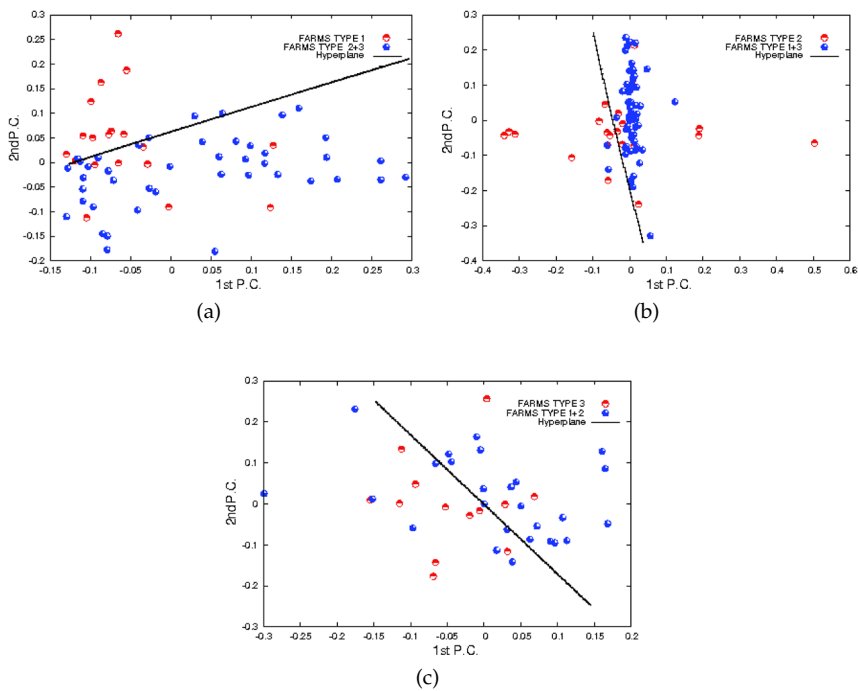 0.3
0.25
0.2
0.15
0.1
0.05
0
-0.05
-0.1
-0.15
-0.2
-0.15 -0.1 -0.05 0 0.05 0.1 0.15 0.2 0.25 0.3
2ndP.C.
1st P.C.
FARMS TYPE 1
FARMS TYPE 2+3
Hyperplane
(a)
0.3
0.2
0.1
0
-0.1
-0.2
-0.3
-0.4
-0.4 -0.3 -0.2 -0.1 0 0.1 0.2 0.3 0.4 0.5 0.6
2nd P.C.
1st P.C.
FARMS TYPE 2
FARMS TYPE 1+3
Hyperplane
(b)
0.3
0.2
0.1
0
-0.1
-0.2
-0.3
-0.3 -0.25 -0.2 -0.15 -0.1 -0.05 0 0.05 0.1 0.15 0.2
2ndP.C.
1st P.C.
FARMS TYPE 3
FARMS TYPE 1+2
Hyperplane
(c)